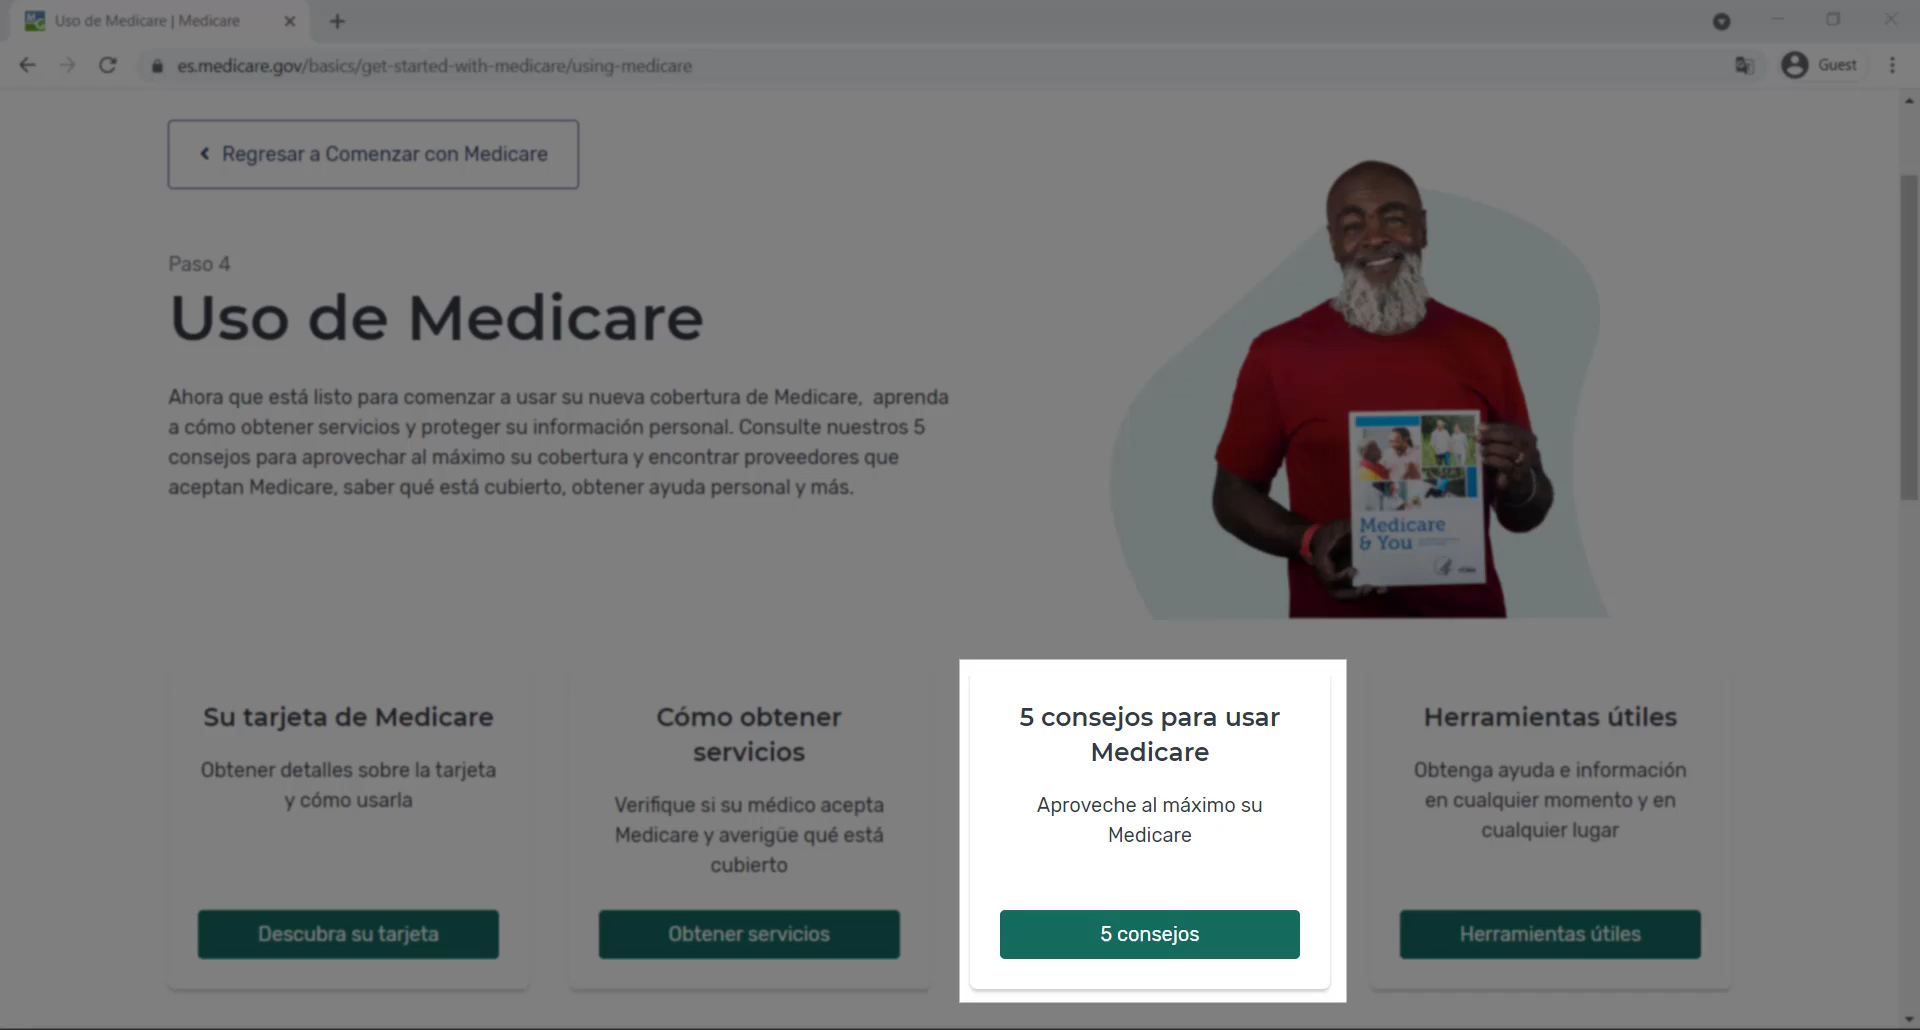 Uso de Medicare | Medicare
es.medicare.gov/basics/get-started-with-medicare/using-medicare
Guest
Regresar a Comenzar con Medicare
Paso 4
Uso de Medicare
Ahora que está listo para comenzar a usar su nueva cobertura de Medicare, aprenda
a cómo obtener servicios y proteger su información personal. Consulte nuestros 5
consejos para aprovechar al máximo su cobertura y encontrar proveedores que
aceptan Medicare, saber qué está cubierto, obtener ayuda personal y más.
Medicare
& You
Su tarjeta de Medicare
Obtener detalles sobre la tarjeta
y cómo usarla
Descubra su tarjeta
Cómo obtener
servicios
Verifique si su médico acepta
Medicare y averigüe qué está
cubierto
Obtener servicios
5 consejos para usar
Medicare
Aproveche al máximo su
Medicare
5 consejos
Herramientas útiles
Obtenga ayuda e información
en cualquier momento y en
cualquier lugar
Herramientas útiles